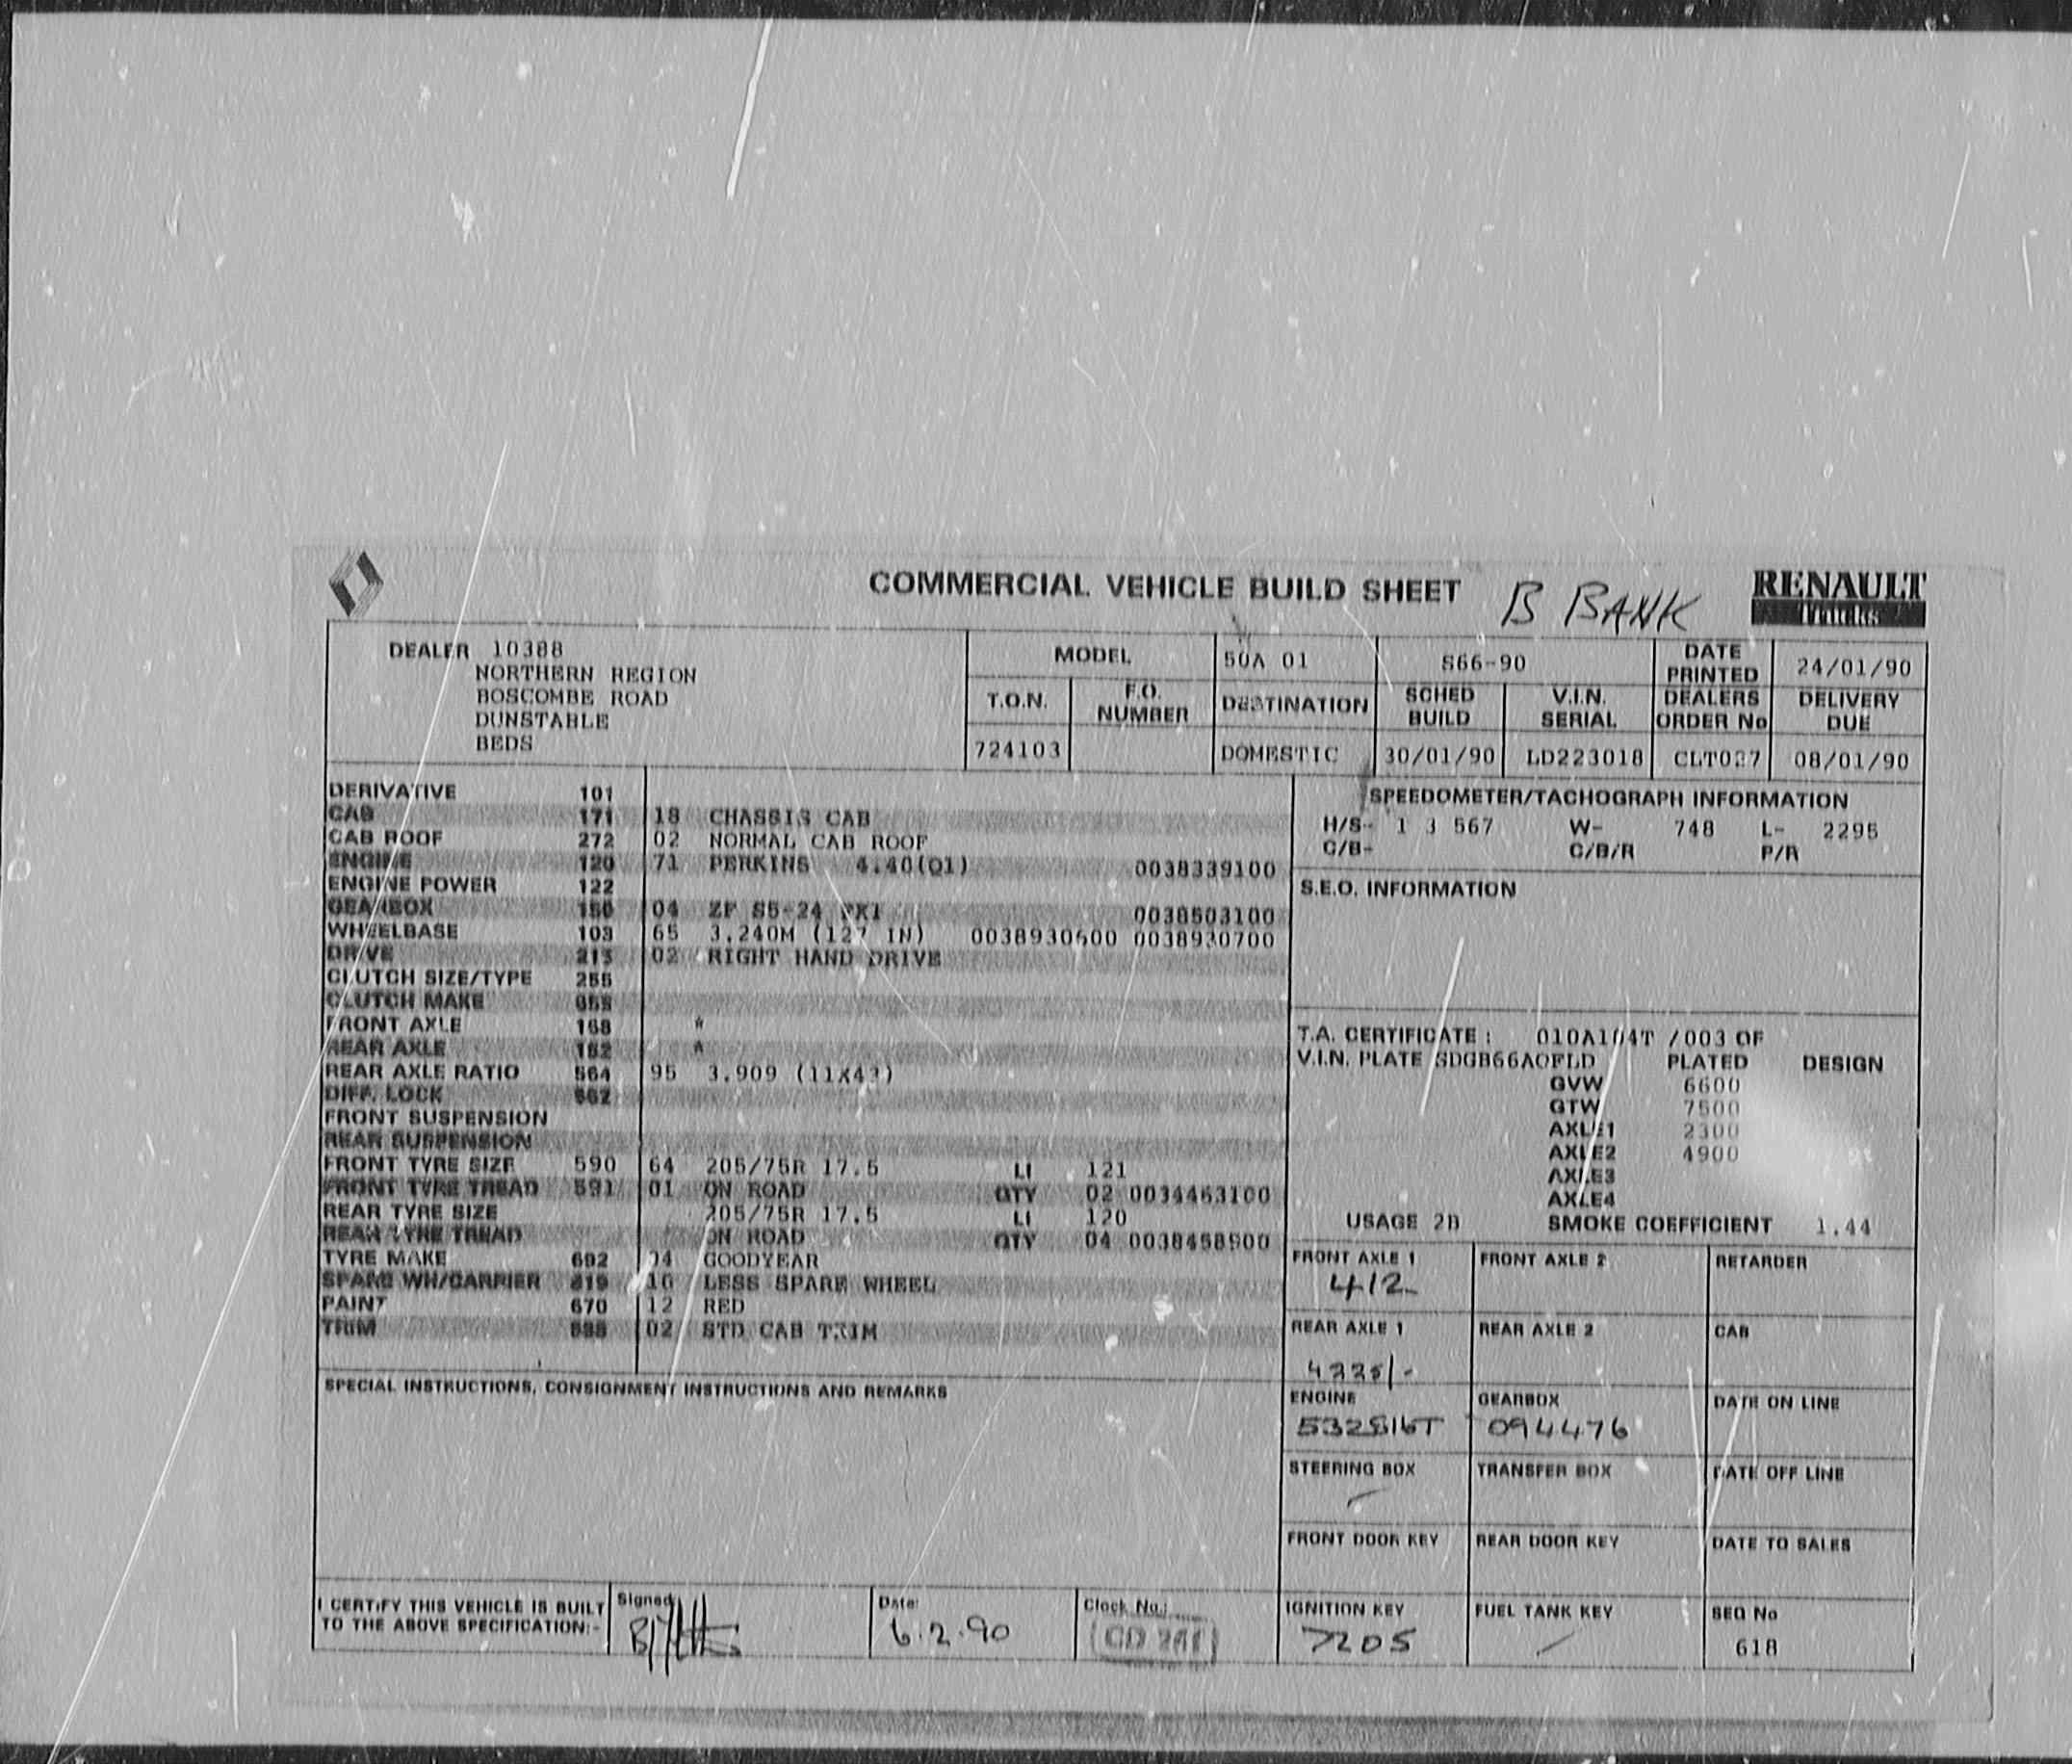 COMMERCIAL VEHICLE BUILD SHEET B BANK
RENAULT
Trucks
DEALER 10388
NORTHERN REGION
BOSCOMBE ROAD
DUNSTABLE
BEDS
MODEL 50A 01 S66-90 DATE PRINTED 24/01/90
T.O.N. F.O. NUMBER DESTINATION SCHED BUILD V.I.N. SERIAL DEALERS ORDER No DELIVERY DUE
724103 DOMESTIC 30/01/90 LD223018 CLT027 08/01/90
DERIVATIVE 101
CAB 171 18 CHASSIS CAB
CAB ROOF 272 02 NORMAL CAB ROOF
ENGINE 120 71 PERKINS 4.40(Q1) 0038339100
ENGINE POWER 122
GEARBOX 150 04 ZF S5-24 0038503100
WHEELBASE 103 65 3.240M (127 IN) 0038930600 0038930700
DRIVE 215 02 RIGHT HAND DRIVE
CLUTCH SIZE/TYPE 255
CLUTCH MAKE
FRONT AXLE 168 *
REAR AXLE 182 *
REAR AXLE RATIO 564 95 3.909 (11X43)
DIFF. LOCK 562
FRONT SUSPENSION
REAR SUSPENSION
FRONT TYRE SIZE 590 64 205/75R 17.5 LI 121
FRONT TYRE TREAD 591 01 ON ROAD QTY 02 0034463100
REAR TYRE SIZE 205/75R 17.5 LI 120
REAR TYRE TREAD ON ROAD QTY 04 0038458900
TYRE MAKE 692 04 GOODYEAR
SPARE WH/CARRIER 619 10 LESS SPARE WHEEL
PAINT 670 12 RED
TRIM 02 STD CAB TRIM
SPECIAL INSTRUCTIONS, CONSIGNMENT INSTRUCTIONS AND REMARKS
SPEEDOMETER/TACHOGRAPH INFORMATION
H/S- 1 3 567 W- 748 L- 2295
C/B- C/B/R P/R
S.E.O. INFORMATION
T.A. CERTIFICATE : 010A104T /003 OF
V.I.N. PLATE SDGB66AOFLD PLATED DESIGN
GVW 6600
GTW 7500
AXLE1 2300
AXLE2 4900
AXLE3
AXLE4
USAGE 2B SMOKE COEFFICIENT 1.44
FRONT AXLE 1 FRONT AXLE 2 RETARDER
412
REAR AXLE 1 REAR AXLE 2 CAB
ENGINE GEARBOX DATE ON LINE
094476
STEERING BOX TRANSFER BOX DATE OFF LINE
FRONT DOOR KEY REAR DOOR KEY DATE TO SALES
IGNITION KEY FUEL TANK KEY SEQ No
7205 618
I CERTIFY THIS VEHICLE IS BUILT
TO THE ABOVE SPECIFICATION:-
Signed
Date: 6.2.90
Clock No.: